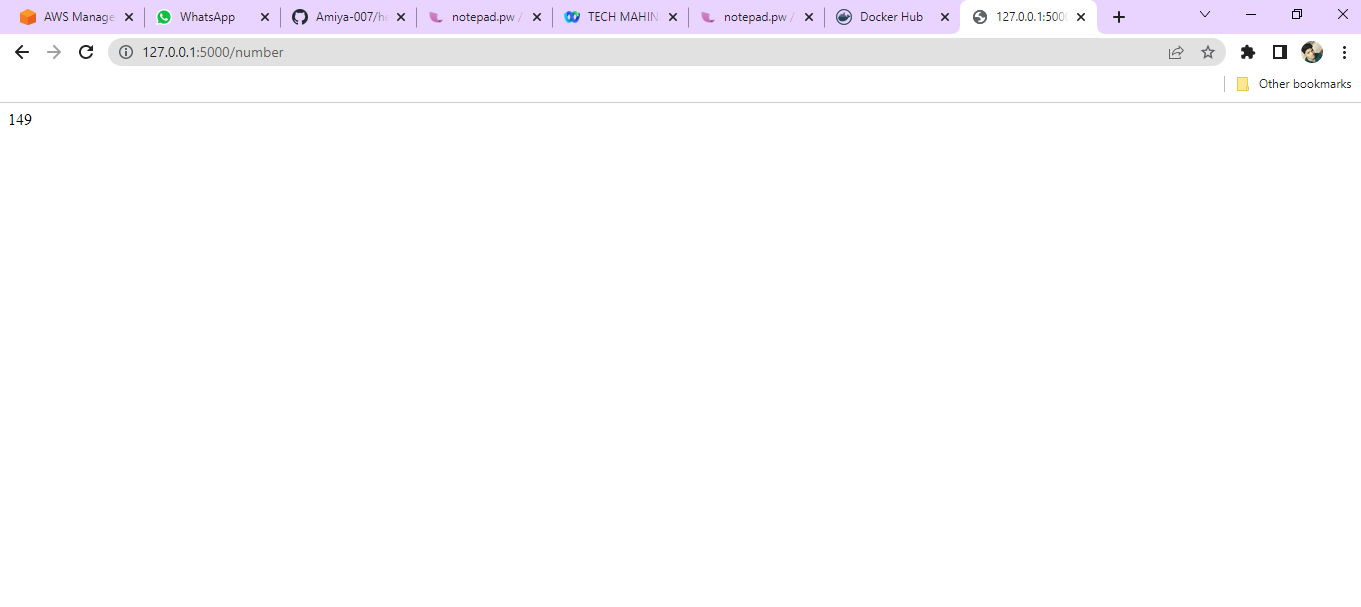 AWS Manage
WhatsApp
Amiya-007/he
notepad.pw /
TECH MAHIN
notepad.pw /
Docker Hub
127.0.0.1:500
127.0.0.1:5000/number
Other bookmarks
149